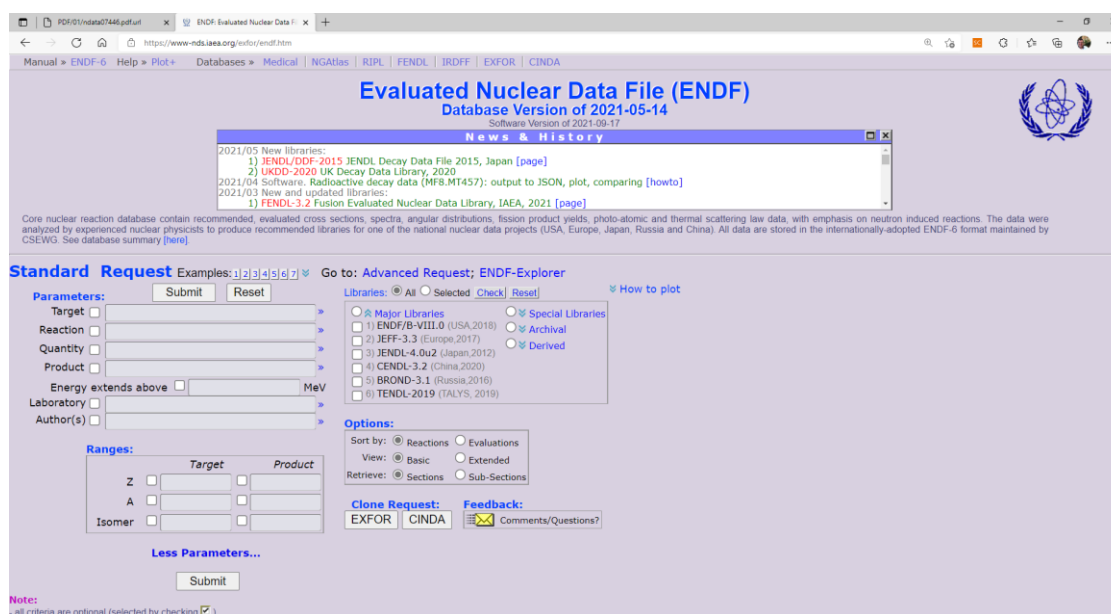 PDF/01/ndata07446.pdf.url
ENDF: Evaluated Nuclear Data Fi
https://www-nds.iaea.org/exfor/endf.htm
Manual » ENDF-6 Help » Plot+ Databases » Medical | NGAtlas | RIPL | FENDL | IRDFF | EXFOR | CINDA
Evaluated Nuclear Data File (ENDF)
Database Version of 2021-05-14
Software Version of 2021-09-17
News & History
2021/05 New libraries:
1) JENDL/DDF-2015 JENDL Decay Data File 2015, Japan [page]
2) UKDD-2020 UK Decay Data Library, 2020
2021/04 Software. Radioactive decay data (MF8.MT457): output to JSON, plot, comparing [howto]
2021/03 New and updated libraries:
1) FENDL-3.2 Fusion Evaluated Nuclear Data Library, IAEA, 2021 [page]
Core nuclear reaction database contain recommended, evaluated cross sections, spectra, angular distributions, fission product yields, photo-atomic and thermal scattering law data, with emphasis on neutron induced reactions. The data were
analyzed by experienced nuclear physicists to produce recommended libraries for one of the national nuclear data projects (USA, Europe, Japan, Russia and China). All data are stored in the internationally-adopted ENDF-6 format maintained by
CSEWG. See database summary [here].
Standard Request Examples: 1 2 3 4 5 6 7 Go to: Advanced Request; ENDF-Explorer
Parameters: Submit Reset
Target »
Reaction »
Quantity »
Product »
Energy extends above MeV
Laboratory »
Author(s) »
Ranges:
Target Product
Z
A
Isomer
Less Parameters...
Submit
Libraries: All Selected Check Reset
Major Libraries
1) ENDF/B-VIII.0 (USA,2018)
2) JEFF-3.3 (Europe,2017)
3) JENDL-4.0u2 (Japan,2012)
4) CENDL-3.2 (China,2020)
5) BROND-3.1 (Russia,2016)
6) TENDL-2019 (TALYS, 2019)
Special Libraries
Archival
Derived
How to plot
Options:
Sort by: Reactions Evaluations
View: Basic Extended
Retrieve: Sections Sub-Sections
Clone Request: Feedback:
EXFOR CINDA Comments/Questions?
Note:
- all criteria are optional (selected by checking )